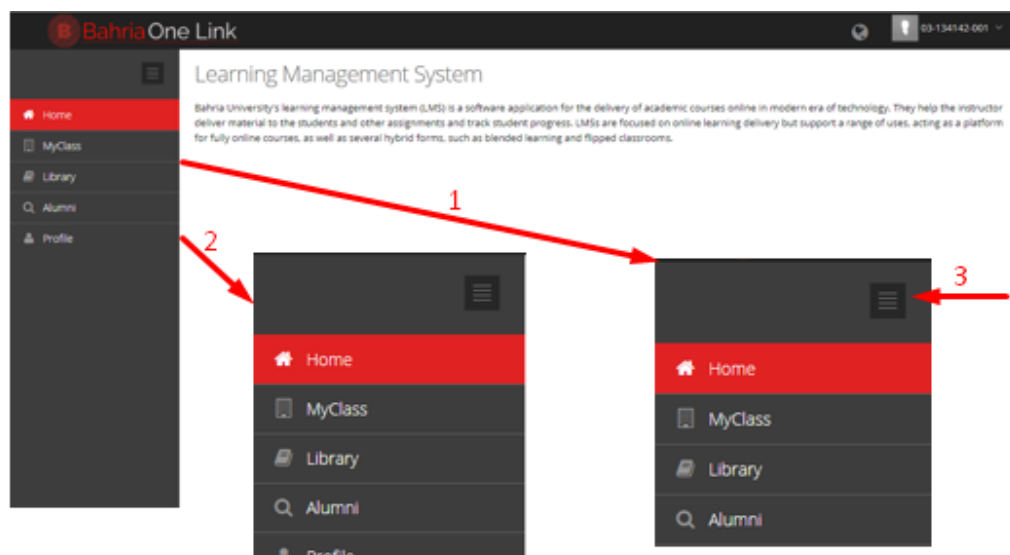 Bahria One Link
03-134142-001
Learning Management System
Bahria University's learning management system (LMS) is a software application for the delivery of academic courses online in modern era of technology. They help the instructor
deliver material to the students and other assignments and track student progress. LMSs are focused on online learning delivery but support a range of uses, acting as a platform
for fully online courses, as well as several hybrid forms, such as blended learning and flipped classrooms.
Home
MyClass
Library
Alumni
Profile
1
2
3
Home
MyClass
Library
Alumni
Profile
Home
MyClass
Library
Alumni